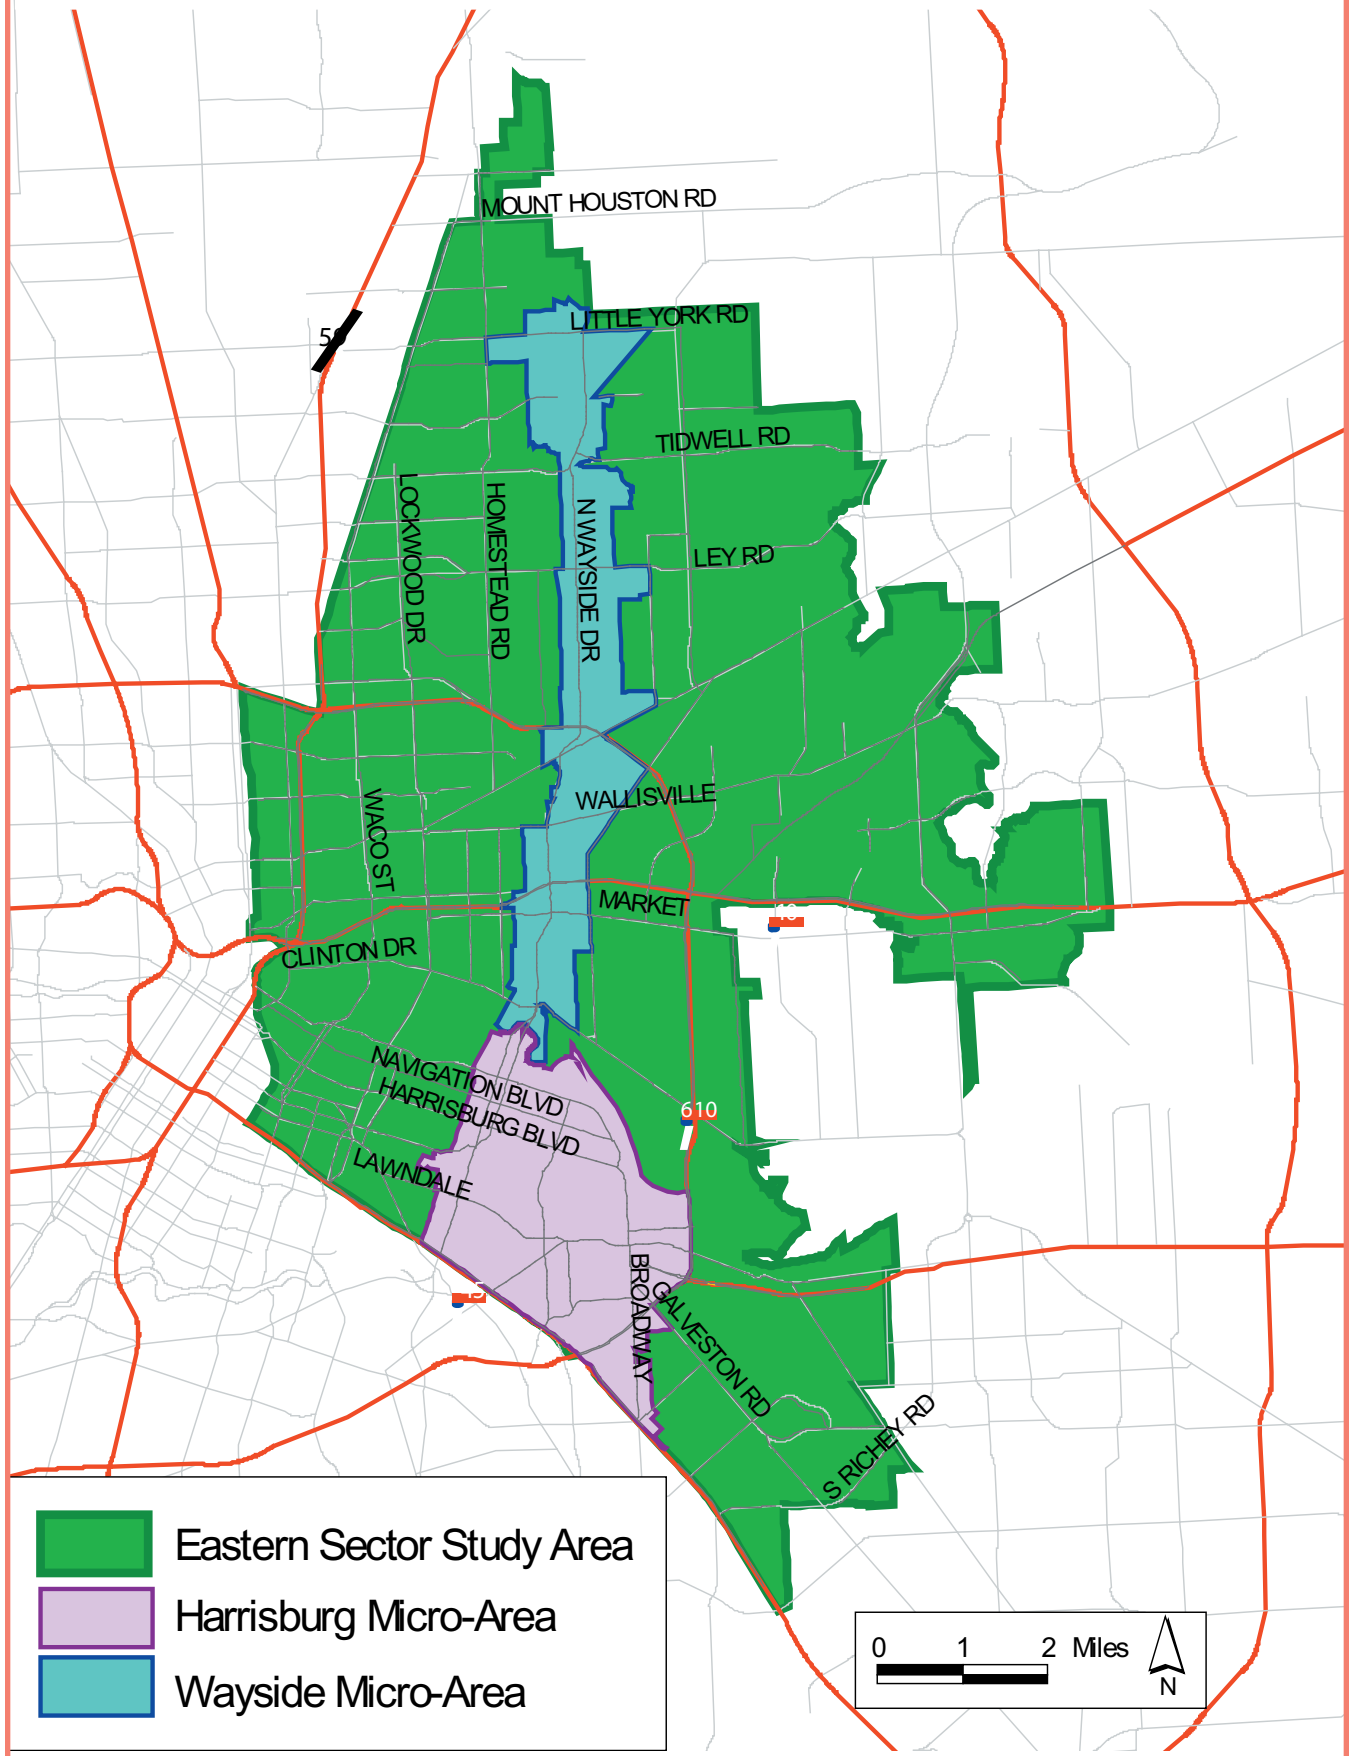 MOUNT HOUSTON RD
LITTLE YORK RD
TIDWELL RD
LOCKWOOD DR
HOMESTEAD RD
N WAYSIDE DR
LEY RD
WALLISVILLE
WACO ST
MARKET
CLINTON DR
NAVIGATION BLVD
HARRISBURG BLVD
610
LAWNDALE
BROADWAY
GALVESTON RD
S RICHEY RD
Eastern Sector Study Area
Harrisburg Micro-Area
Wayside Micro-Area
0 1 2 Miles
N